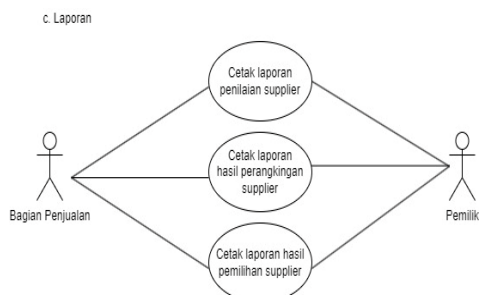 c. Laporan
Cetak laporan
penilaian supplier
Cetak laporan
hasil perangkingan
supplier
Bagian Penjualan
Pemilik
Cetak laporan hasil
pemilihan supplier